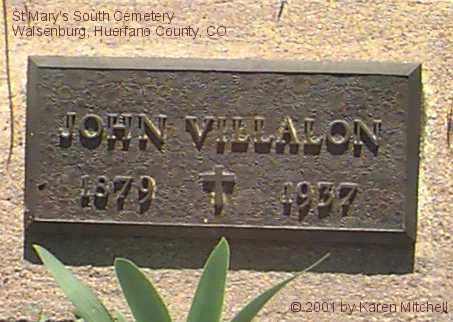 St Mary's South Cemetery
Walsenburg, Huerfano County, CO.
JOHN VILLALON
1879 1937
© 2001 by Karen Mitchell